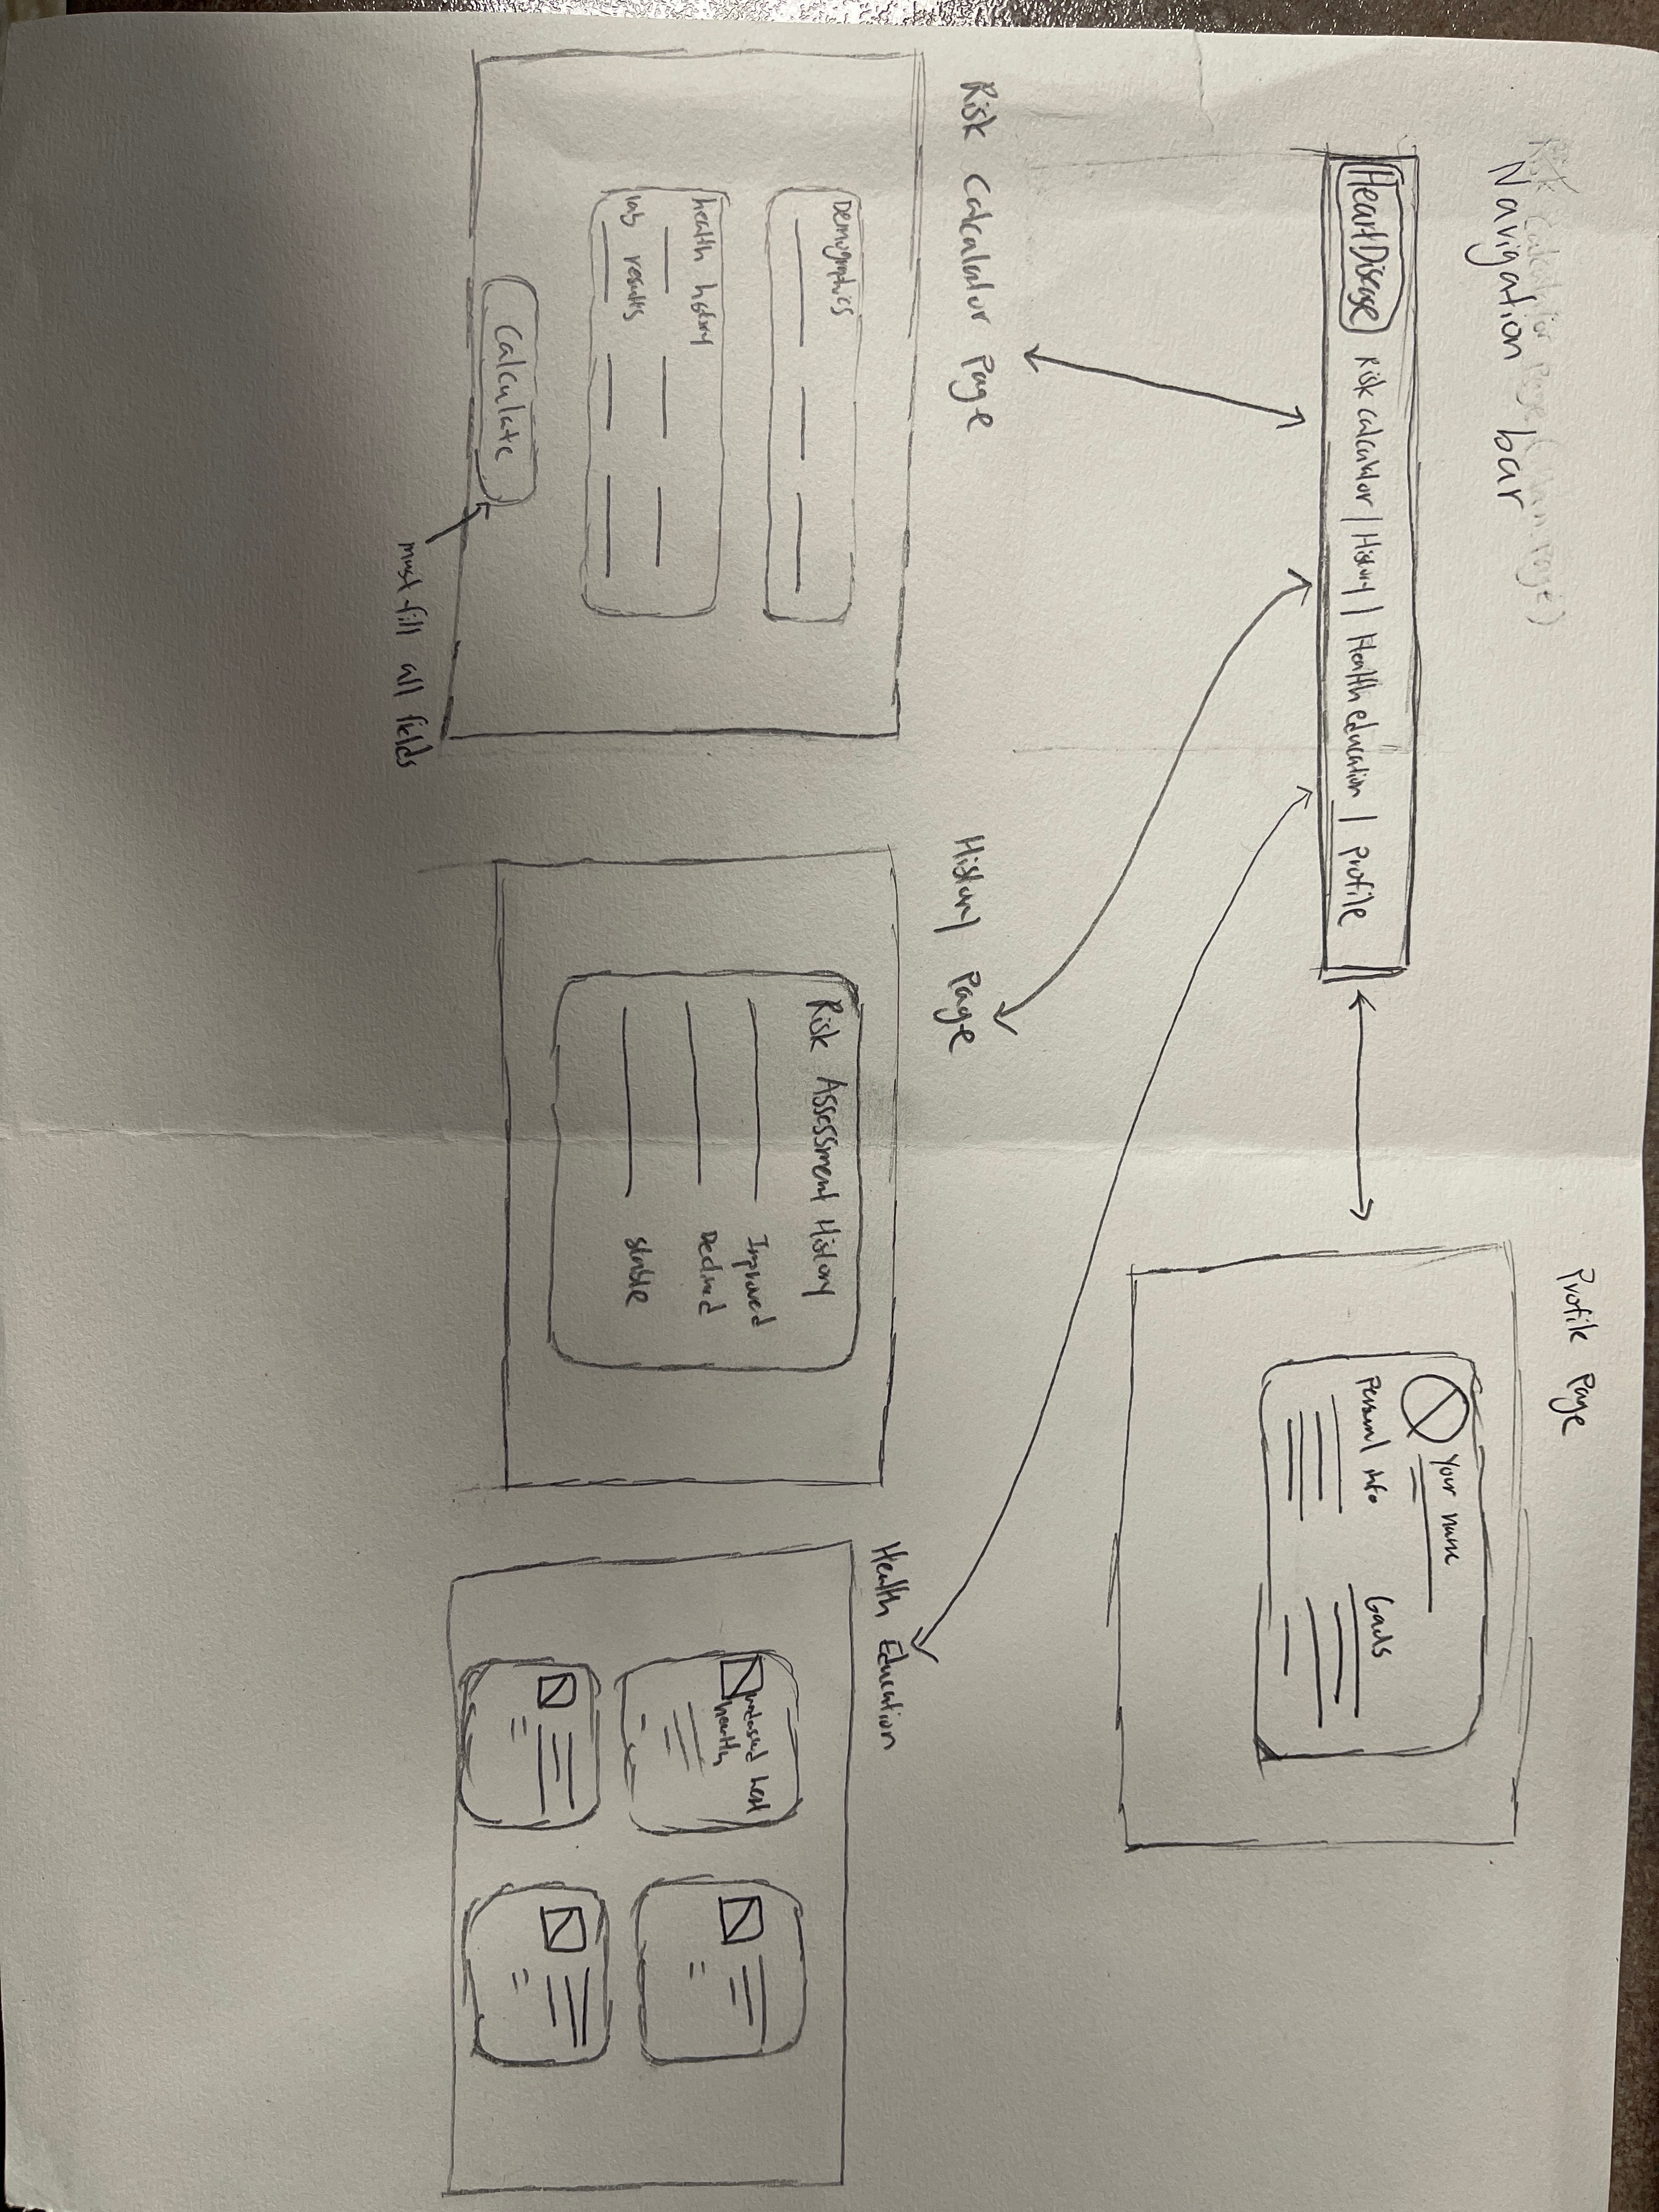 Risk Calculator Page (Main Page)
Navigation bar
HeartDisease Risk calculator | History | Health education | Profile
Profile Page
Your name
Personal info
Goals
Risk Calculator Page
Demographics
health history
lab results
Calculate
must fill all fields
History Page
Risk Assessment History
Improved
Declined
stable
Health Education
health